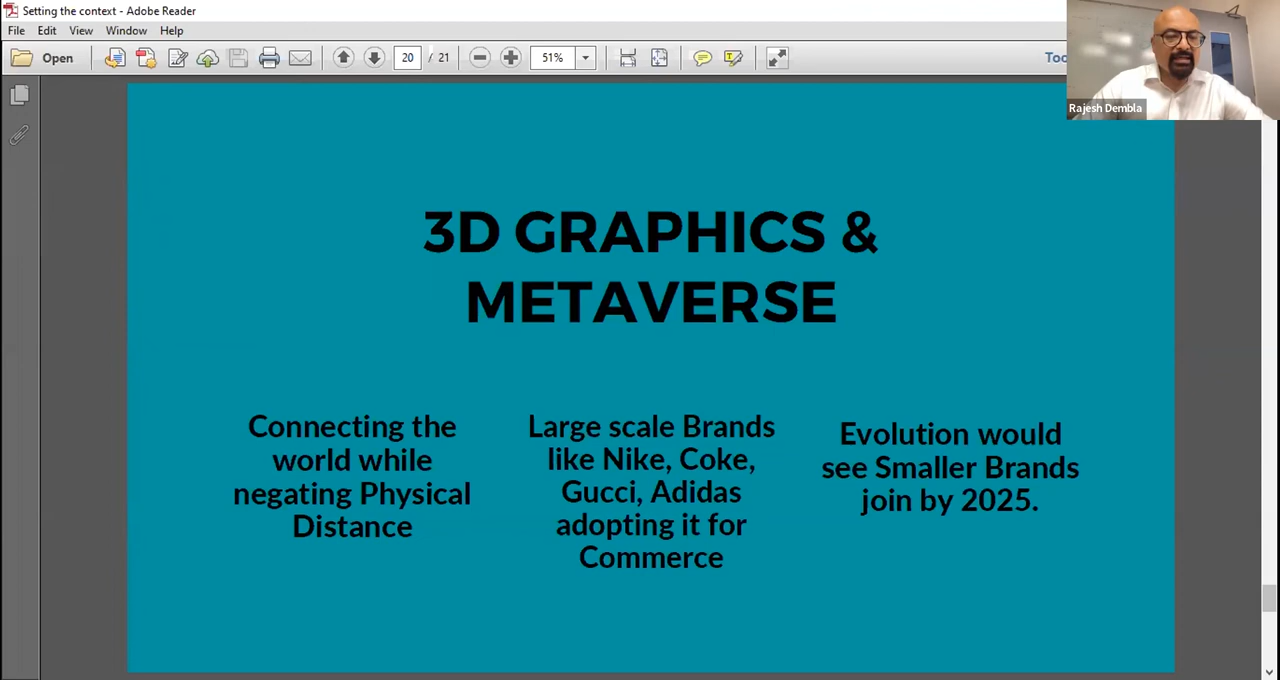 Setting the context - Adobe Reader
File Edit View Window Help
Open 20 / 21 51%
Rajesh Dembla
3D GRAPHICS &
METAVERSE
Connecting the
world while
negating Physical
Distance
Large scale Brands
like Nike, Coke,
Gucci, Adidas
adopting it for
Commerce
Evolution would
see Smaller Brands
join by 2025.